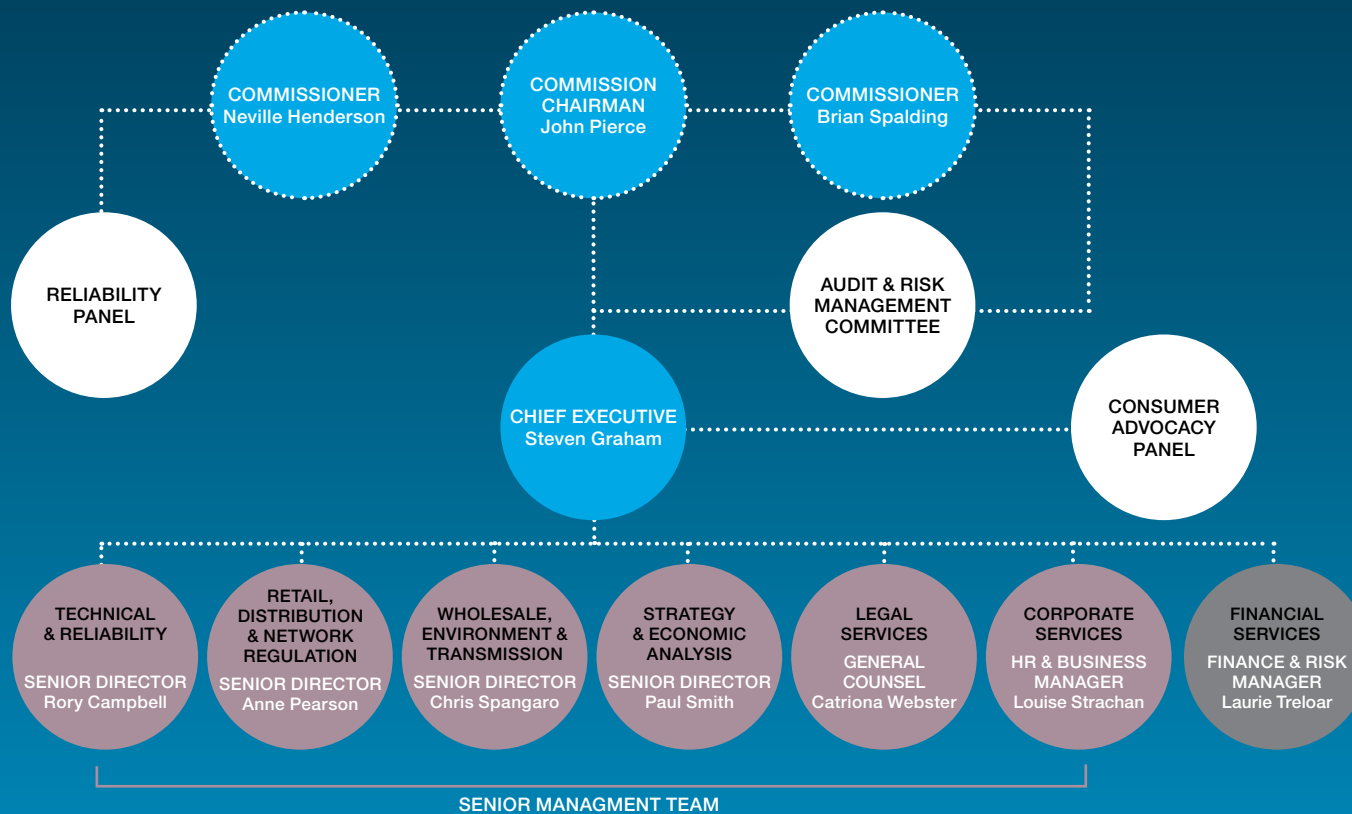 COMMISSIONER
Neville Henderson
COMMISSION
CHAIRMAN
John Pierce
COMMISSIONER
Brian Spalding
RELIABILITY
PANEL
AUDIT & RISK
MANAGEMENT
COMMITTEE
CHIEF EXECUTIVE
Steven Graham
CONSUMER
ADVOCACY
PANEL
TECHNICAL
& RELIABILITY
SENIOR DIRECTOR
Rory Campbell
RETAIL,
DISTRIBUTION
& NETWORK
REGULATION
SENIOR DIRECTOR
Anne Pearson
WHOLESALE,
ENVIRONMENT &
TRANSMISSION
SENIOR DIRECTOR
Chris Spangaro
STRATEGY
& ECONOMIC
ANALYSIS
SENIOR DIRECTOR
Paul Smith
LEGAL
SERVICES
GENERAL
COUNSEL
Catriona Webster
CORPORATE
SERVICES
HR & BUSINESS
MANAGER
Louise Strachan
FINANCIAL
SERVICES
FINANCE & RISK
MANAGER
Laurie Treloar
SENIOR MANAGMENT TEAM